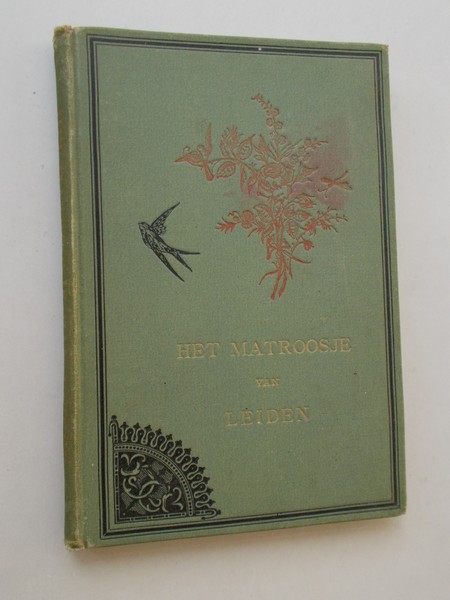 HET MATROOSJE
VAN
LEIDEN